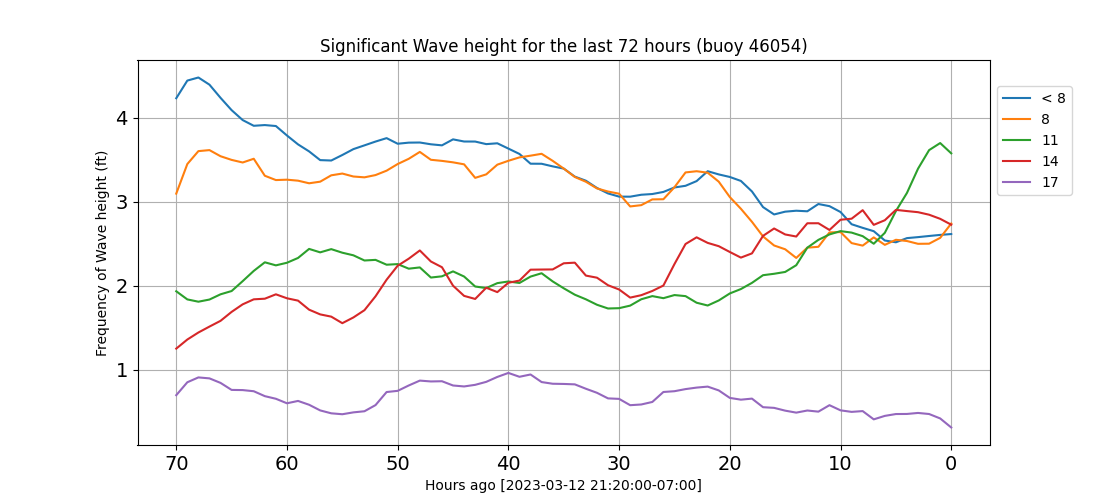 Significant Wave height for the last 72 hours (buoy 46054)
Frequency of Wave height (ft)
4
3
2
1
70 60 50 40 30 20 10 0
Hours ago [2023-03-12 21:20:00-07:00]
< 8
8
11
14
17